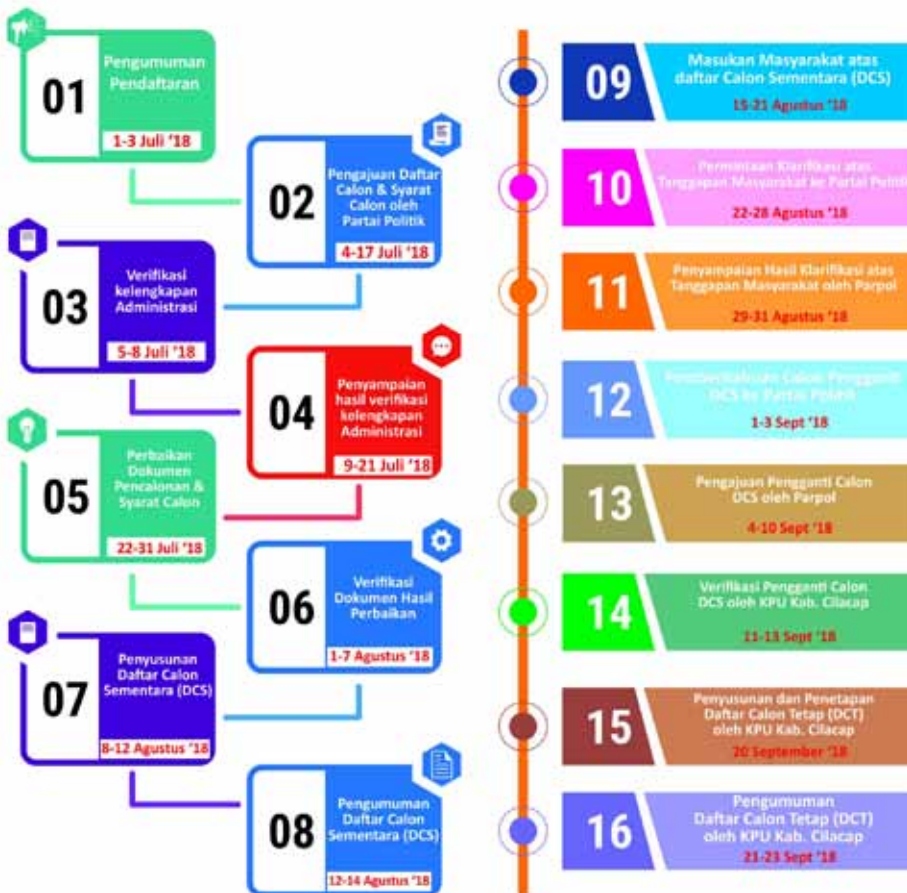 01
Pengumuman
Pendaftaran
1-3 Juli '18
02
Pengajuan Daftar
Calon & Syarat
Calon oleh
Partai Politik
4-17 Juli '18
03
Verifikasi
kelengkapan
Administrasi
5-8 Juli '18
04
Penyampaian
hasil verifikasi
kelengkapan
Administrasi
9-21 Juli '18
05
Perbaikan
Dokumen
Pencalonan &
Syarat Calon
22-31 Juli '18
06
Verifikasi
Dokumen Hasil
Perbaikan
1-7 Agustus '18
07
Penyusunan
Daftar Calon
Sementara (DCS)
8-12 Agustus '18
08
Pengumuman
Daftar Calon
Sementara (DCS)
12-14 Agustus '18
09
Masukan Masyarakat atas
daftar Calon Sementara (DCS)
15-21 Agustus '18
10
Permintaan Klarifikasi atas
Tanggapan Masyarakat ke Partai Politik
22-28 Agustus '18
11
Penyampaian Hasil Klarifikasi atas
Tanggapan Masyarakat oleh Parpol
29-31 Agustus '18
12
Pemberitahuan Calon Pengganti
DCS ke Partai Politik
1-3 Sept '18
13
Pengajuan Pengganti Calon
DCS oleh Parpol
4-10 Sept '18
14
Verifikasi Pengganti Calon
DCS oleh KPU Kab. Cilacap
11-13 Sept '18
15
Penyusunan dan Penetapan
Daftar Calon Tetap (DCT)
oleh KPU Kab. Cilacap
20 September '18
16
Pengumuman
Daftar Calon Tetap (DCT)
oleh KPU Kab. Cilacap
21-23 Sept '18